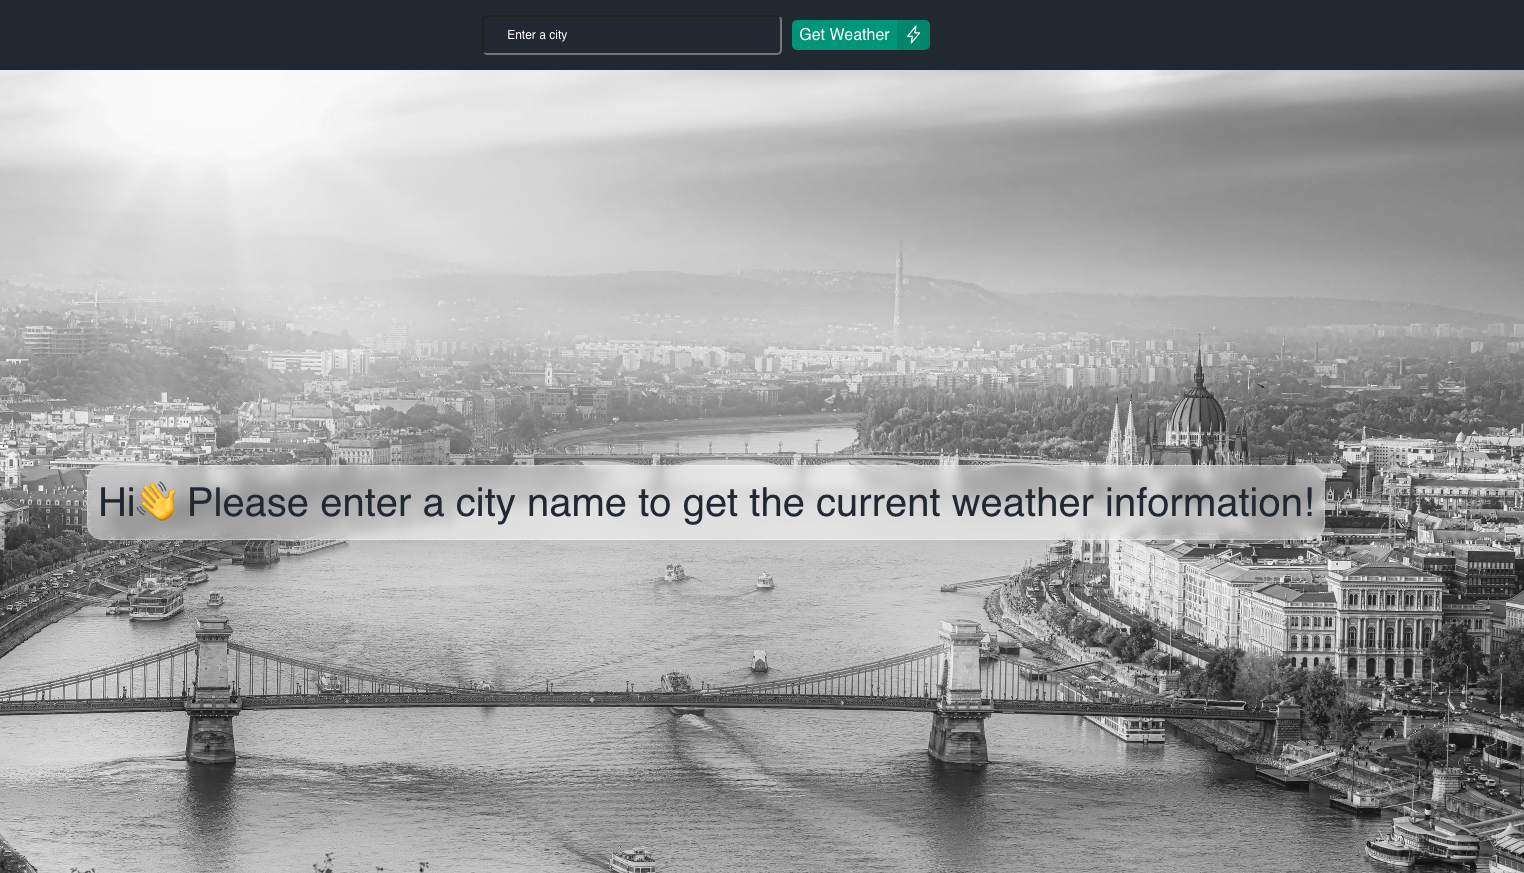 Enter a city
Get Weather
Hi👋 Please enter a city name to get the current weather information!